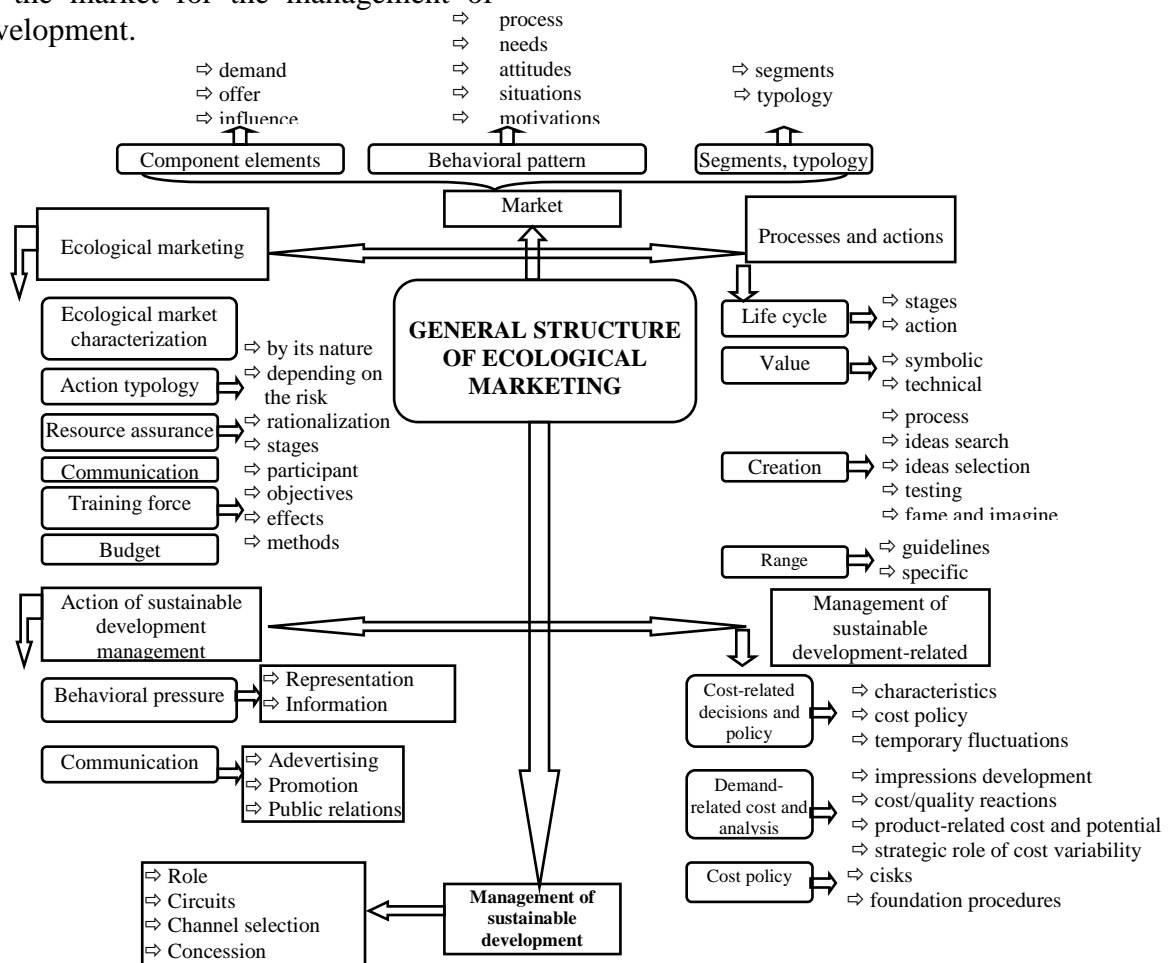 the market for the management of
velopment.
⇨ process
⇨ needs
⇨ attitudes
⇨ situations
⇨ motivations
⇨ demand
⇨ offer
⇨ influence
⇨ segments
⇨ typology
Component elements
Behavioral pattern
Segments, typology
Market
Ecological marketing
Processes and actions
GENERAL STRUCTURE
OF ECOLOGICAL
MARKETING
Ecological market
characterization
Action typology
Resource assurance
Communication
Training force
Budget
⇨ by its nature
⇨ depending on
the risk
⇨ rationalization
⇨ stages
⇨ participant
⇨ objectives
⇨ effects
⇨ methods
Life cycle
⇨ stages
⇨ action
Value
⇨ symbolic
⇨ technical
Creation
⇨ process
⇨ ideas search
⇨ ideas selection
⇨ testing
⇨ fame and imagine
Range
⇨ guidelines
⇨ specific
Action of sustainable
development
management
Management of
sustainable
development-related
Behavioral pressure
⇨ Representation
⇨ Information
Communication
⇨ Adevertising
⇨ Promotion
⇨ Public relations
Cost-related
decisions and
policy
⇨ characteristics
⇨ cost policy
⇨ temporary fluctuations
Demand-
related cost and
analysis
⇨ impressions development
⇨ cost/quality reactions
⇨ product-related cost and potential
⇨ strategic role of cost variability
Cost policy
⇨ cisks
⇨ foundation procedures
Management of
sustainable
development
⇨ Role
⇨ Circuits
⇨ Channel selection
⇨ Concession